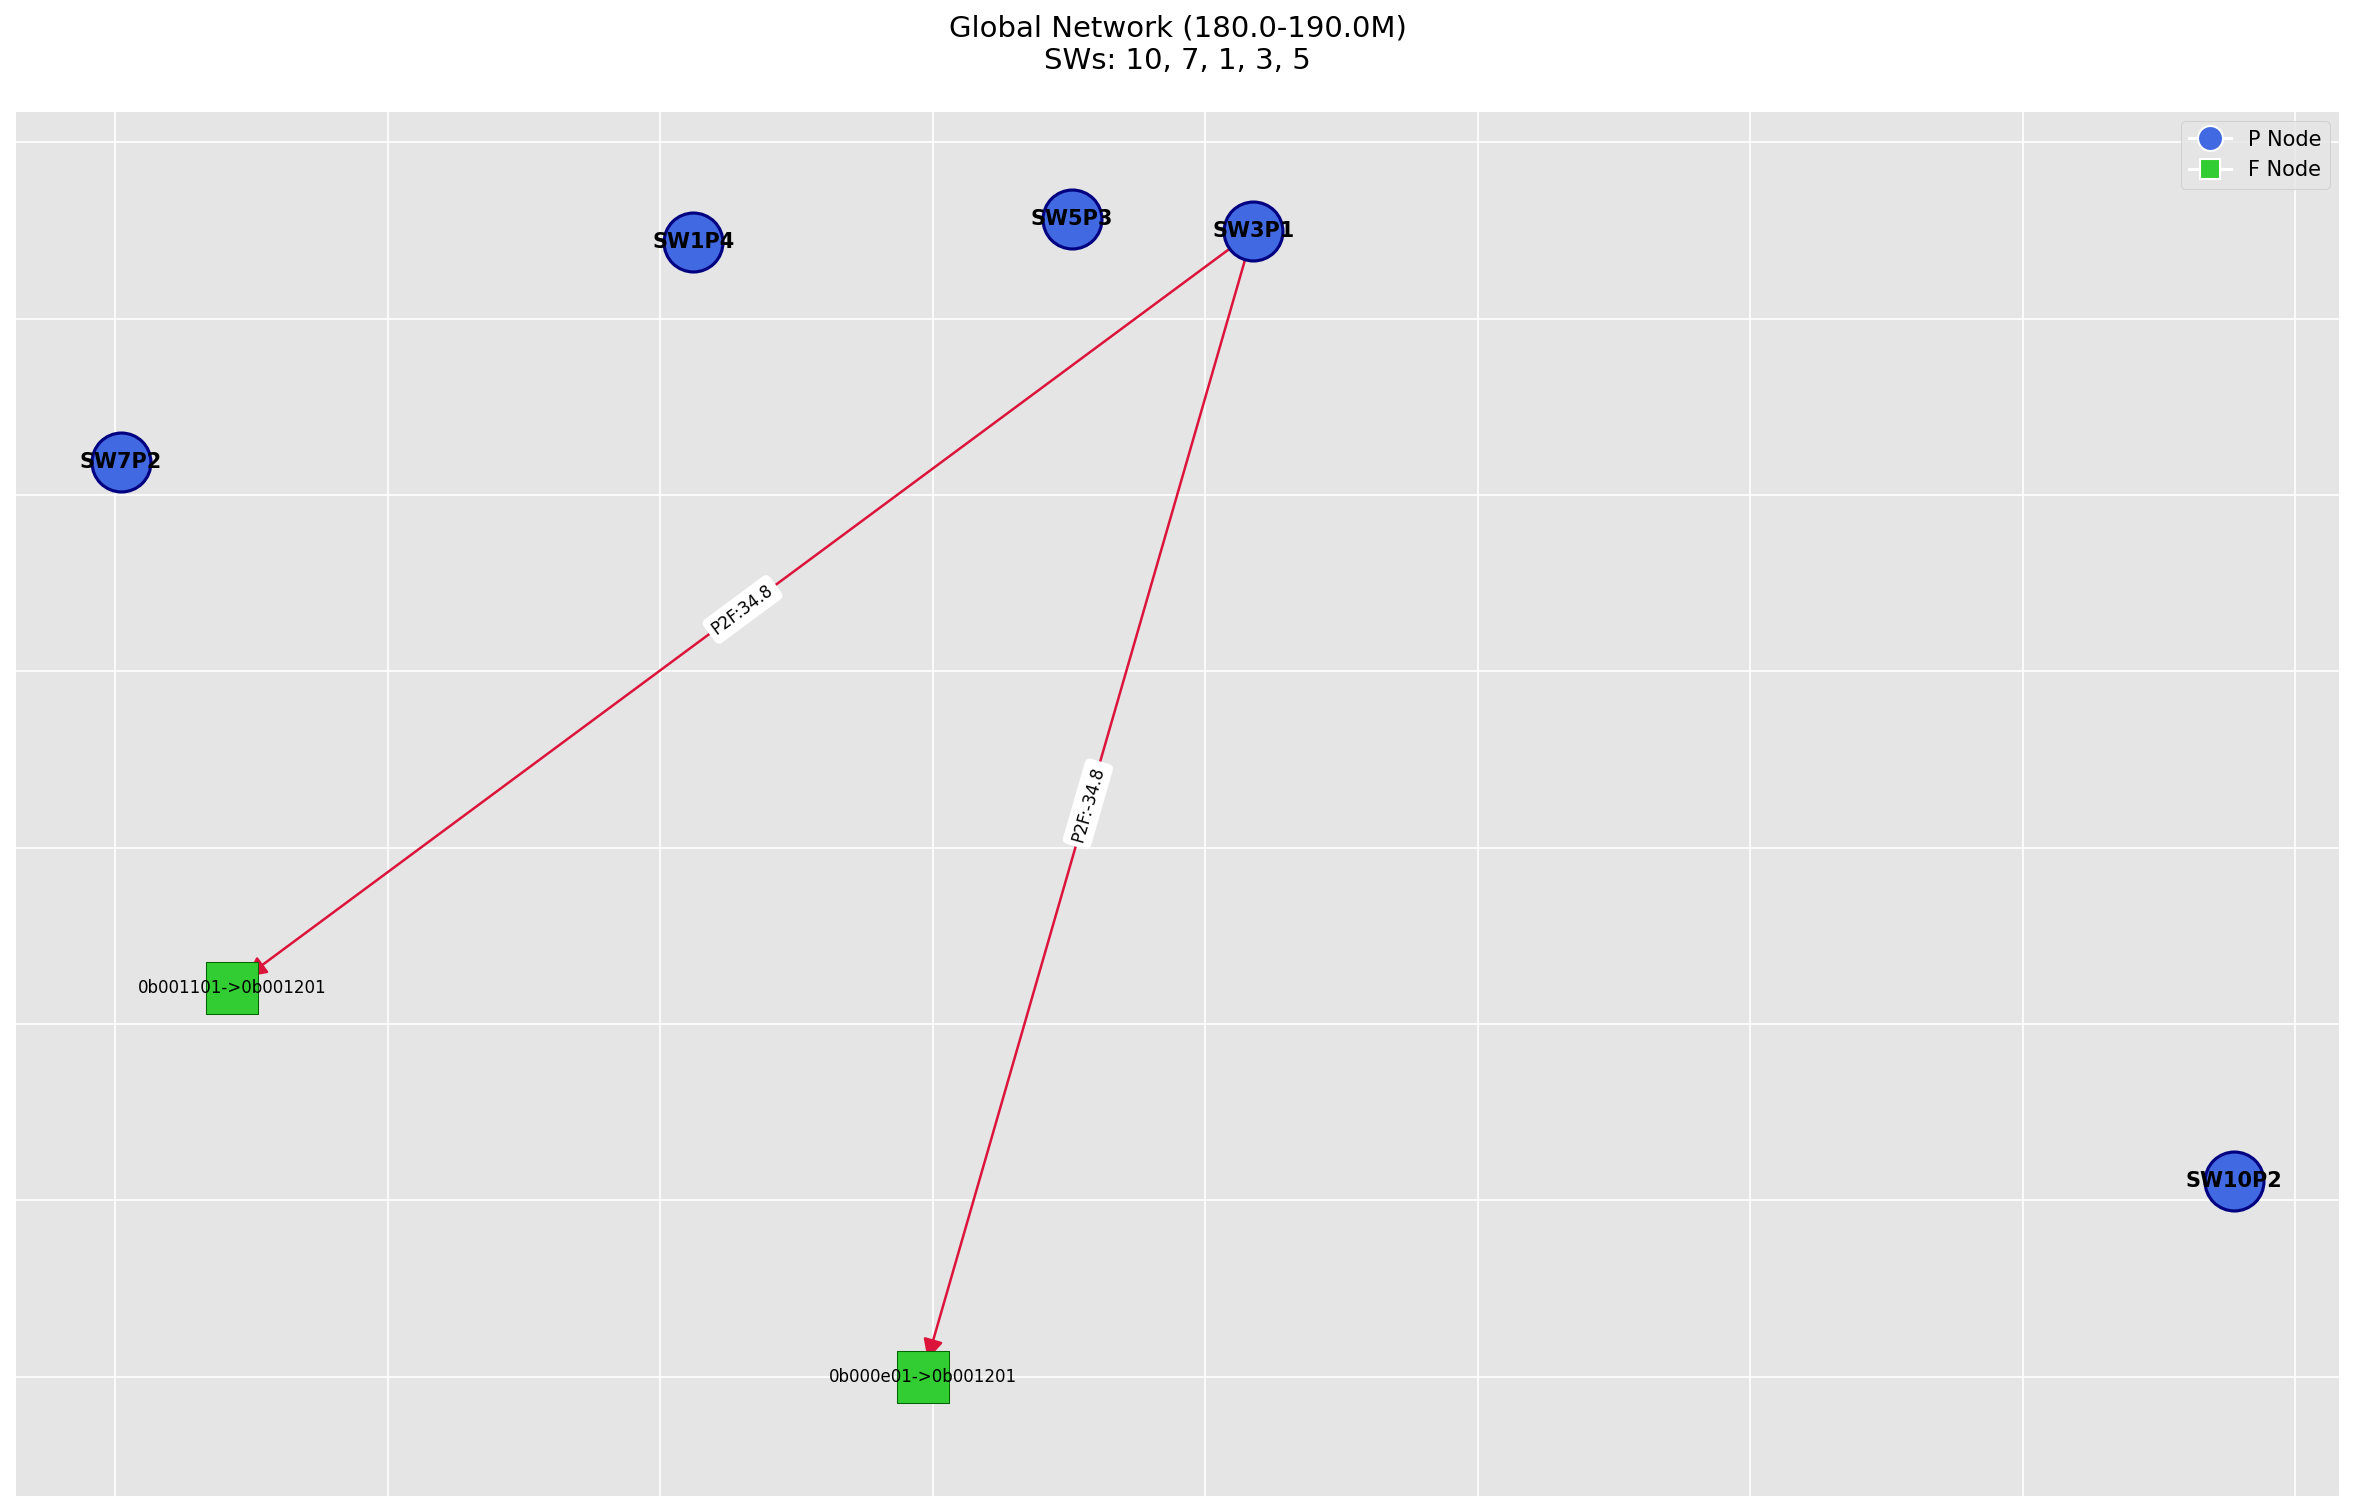 Global Network (180.0-190.0M)
SWs: 10, 7, 1, 3, 5
P Node
F Node
SW5P3
SW3P1
SW1P4
SW7P2
P2F:34.8
P2F:-34.8
0b001101->0b001201
SW10P2
0b000e01->0b001201